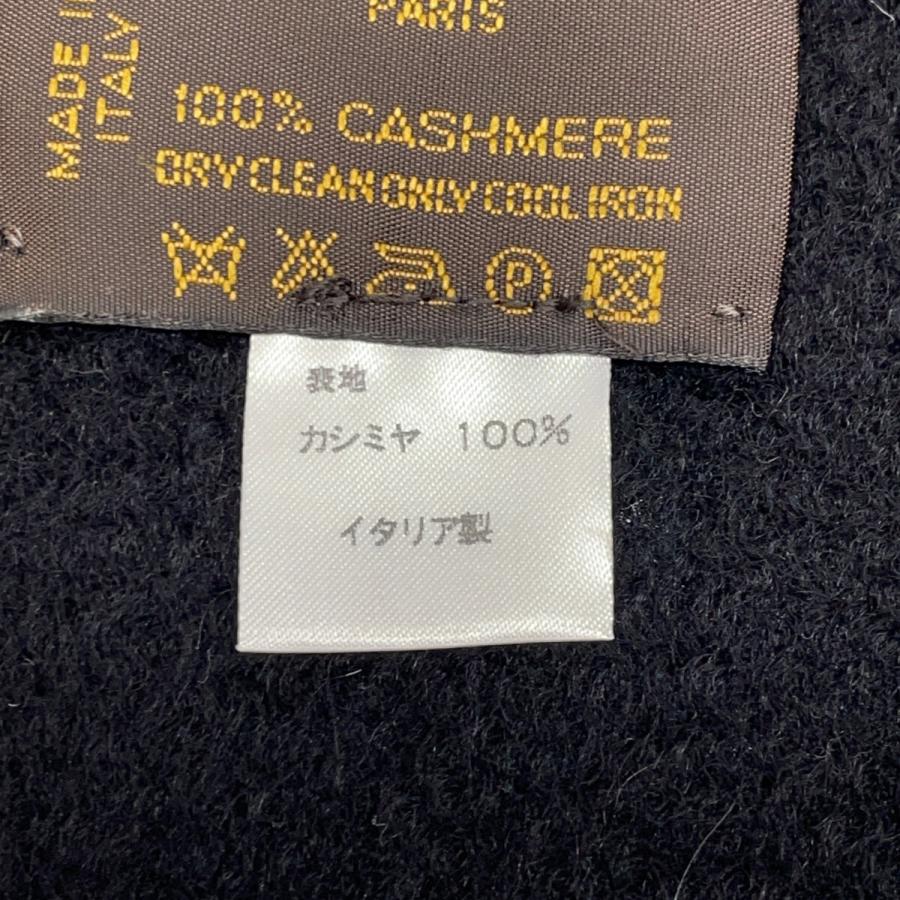 PARIS
MADE IN
ITALY
100% CASHMERE
DRY CLEAN ONLY COOL IRON
P
表地
カシミヤ 100%
イタリア製